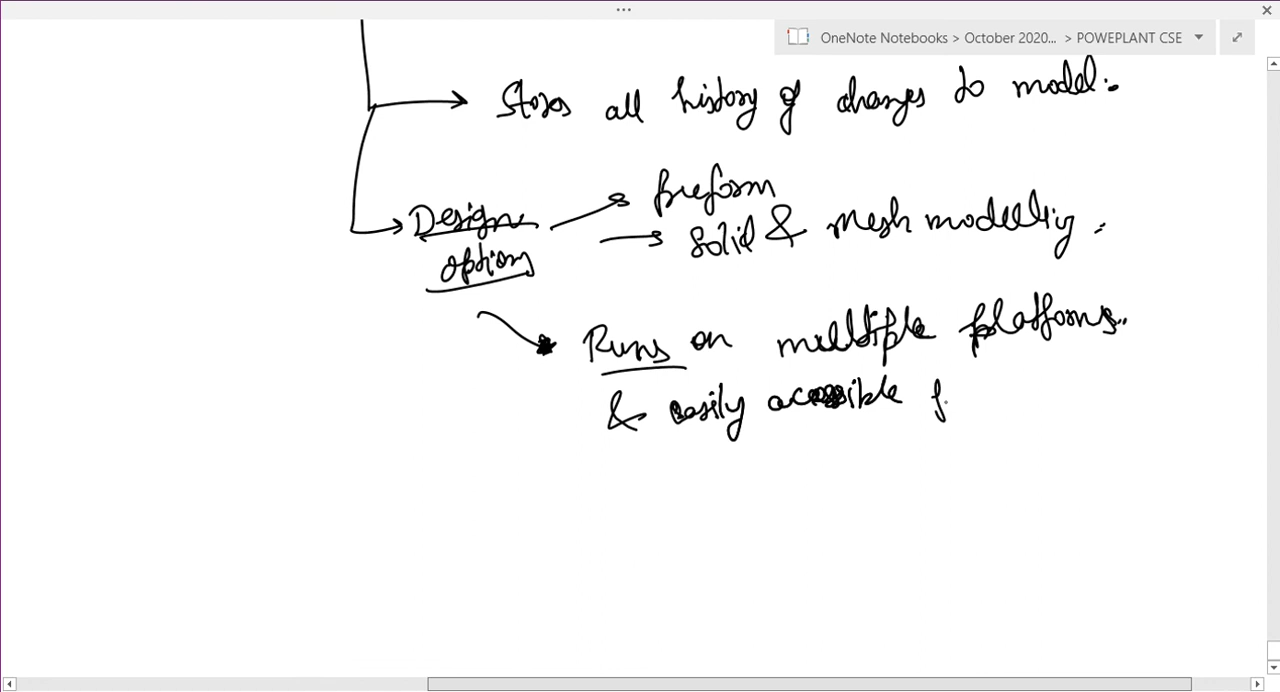 OneNote Notebooks > October 2020... > POWEPLANT CSE
Stores all history of changes to model.
freeform
Design
solid & mesh modelling.
options
Runs on multiple platforms..
& easily accessible f